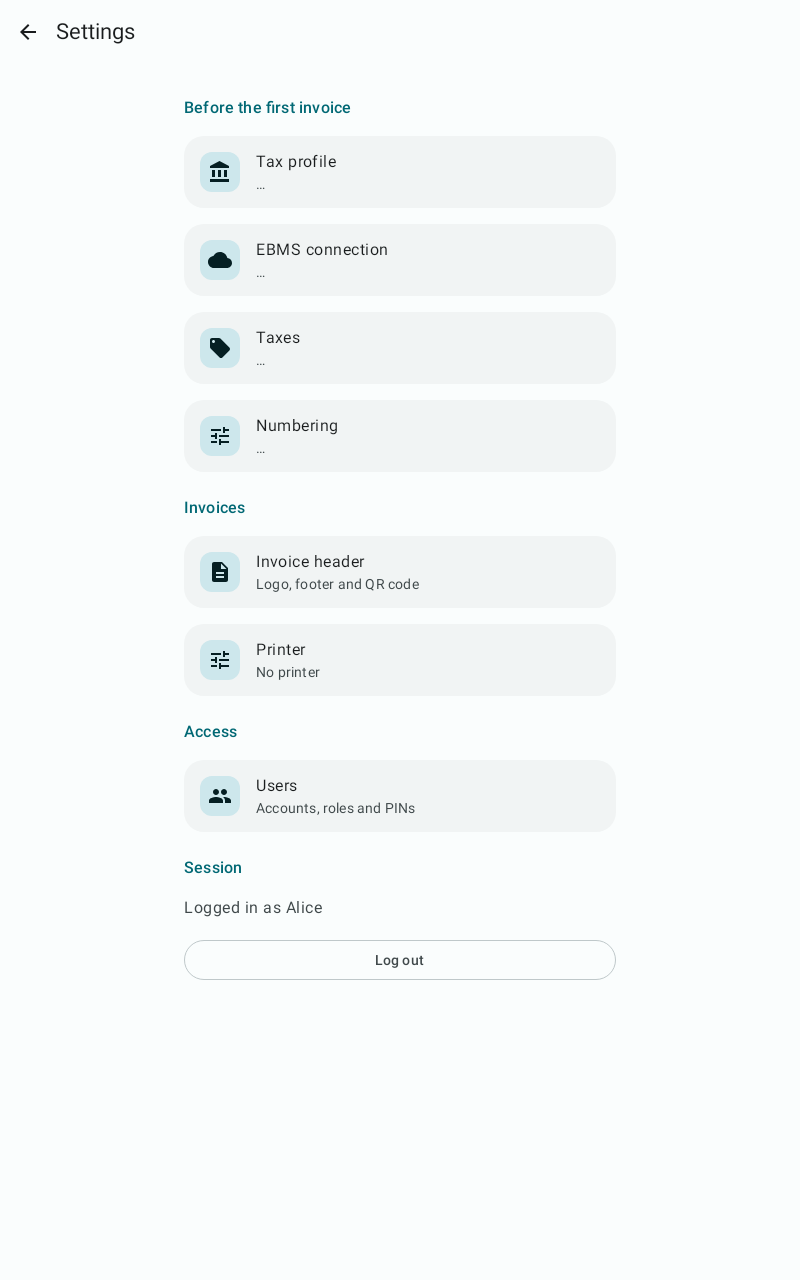 Settings
Before the first invoice
Tax profile
…
EBMS connection
…
Taxes
…
Numbering
…
Invoices
Invoice header
Logo, footer and QR code
Printer
No printer
Access
Users
Accounts, roles and PINs
Session
Logged in as Alice
Log out